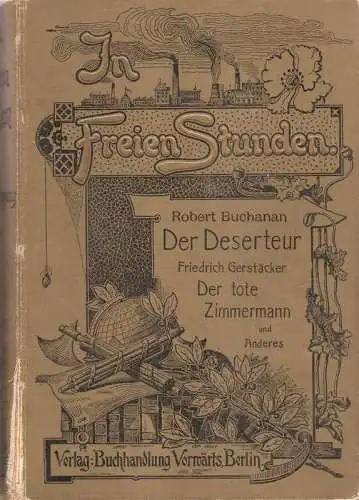 In
Freien Stunden.
Robert Buchanan
Der Deserteur
Friedrich Gerstäcker
Der tote
Zimmermann
und
Anderes
Verlag: Buchhandlung Vorwärts, Berlin.